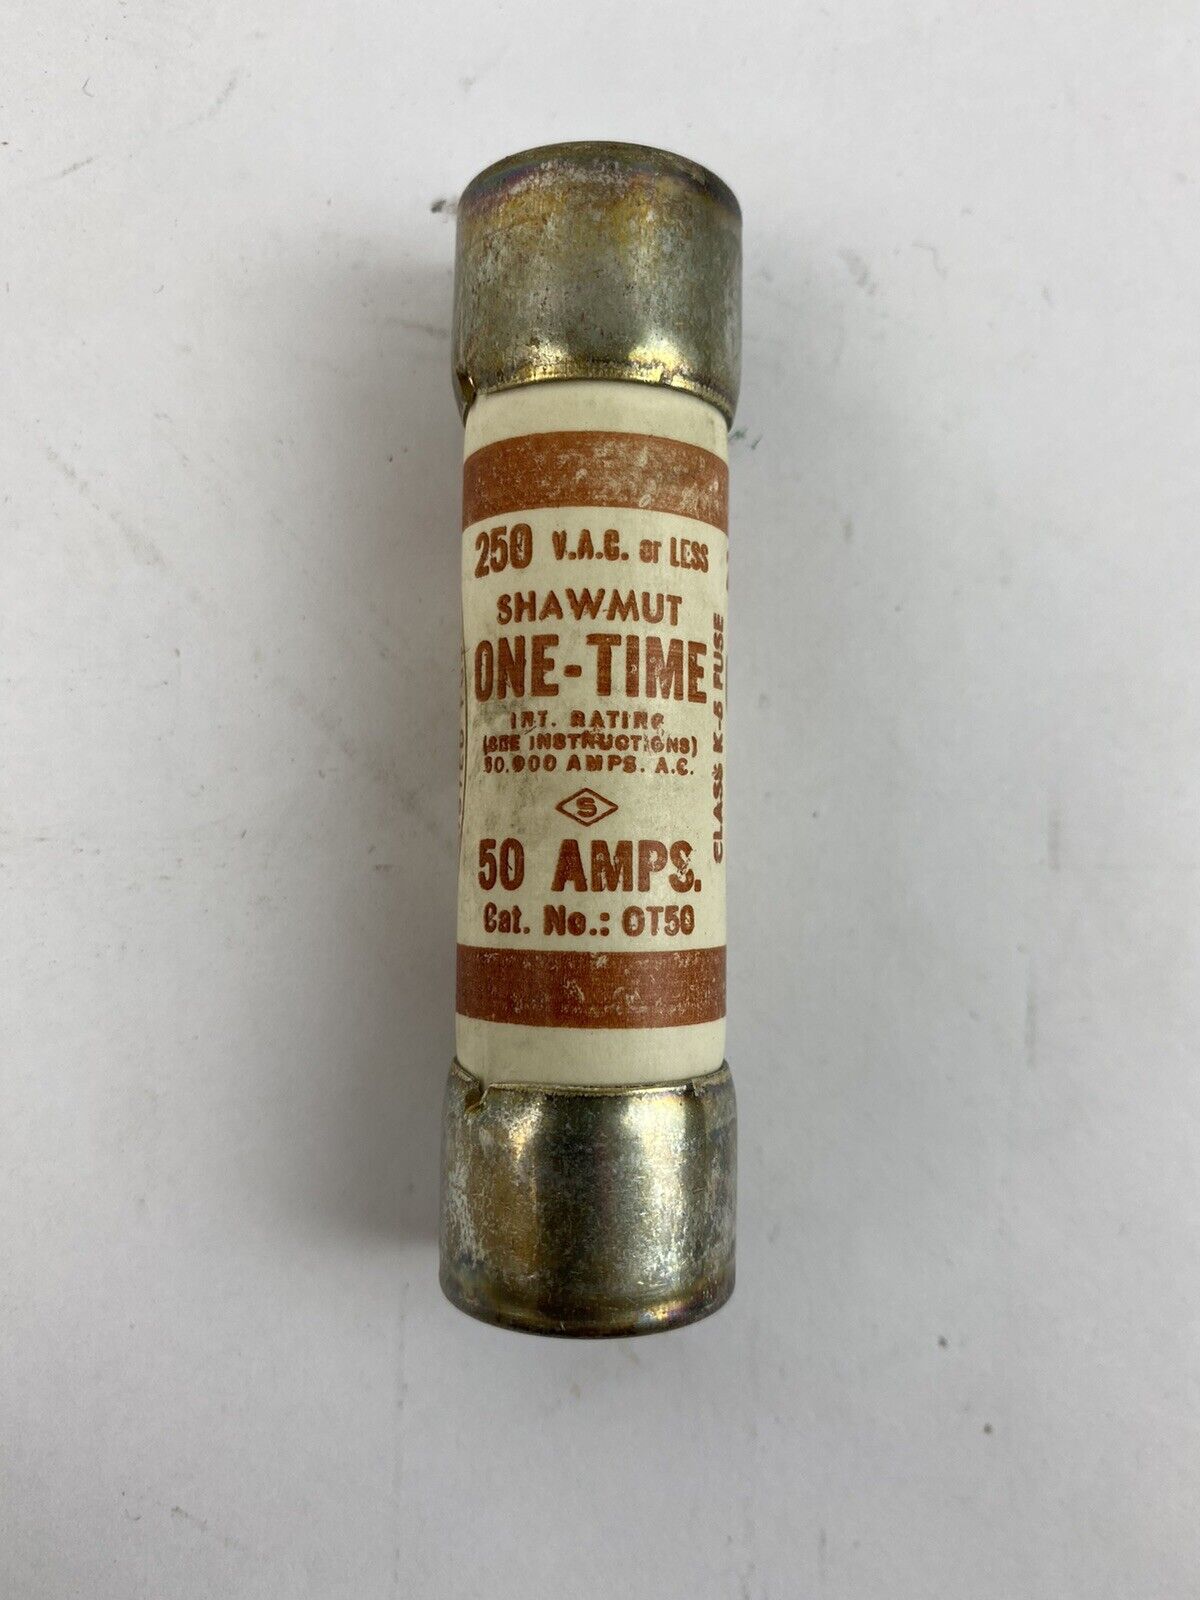 250 V.A.C. or LESS
SHAWMUT
ONE-TIME
INT. RATING
(SEE INSTRUCTIONS)
50,000 AMPS. A.C.
S
50 AMPS.
Cat. No.: OT50
CLASS K-5 FUSE